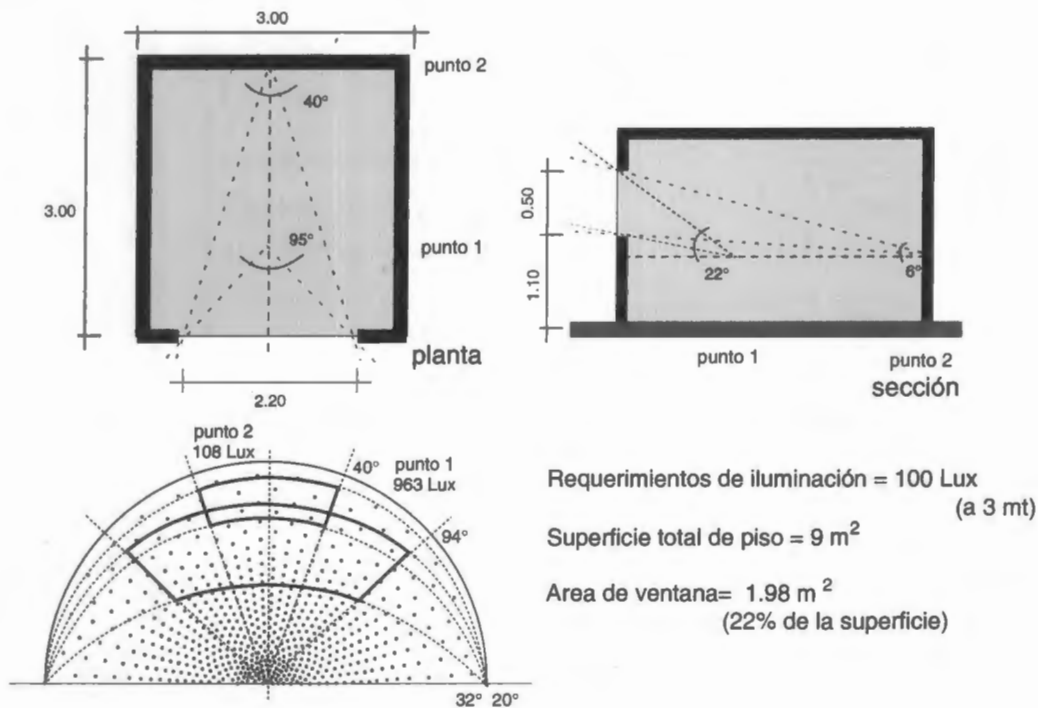 3.00
punto 2
40°
3.00
95°
punto 1
planta
2.20
0.50
1.10
22°
6°
punto 1
punto 2
sección
punto 2
108 Lux
40°
punto 1
963 Lux
94°
32° 20°
Requerimientos de iluminación = 100 Lux
(a 3 mt)
Superficie total de piso = 9 m²
Area de ventana= 1.98 m ²
(22% de la superficie)